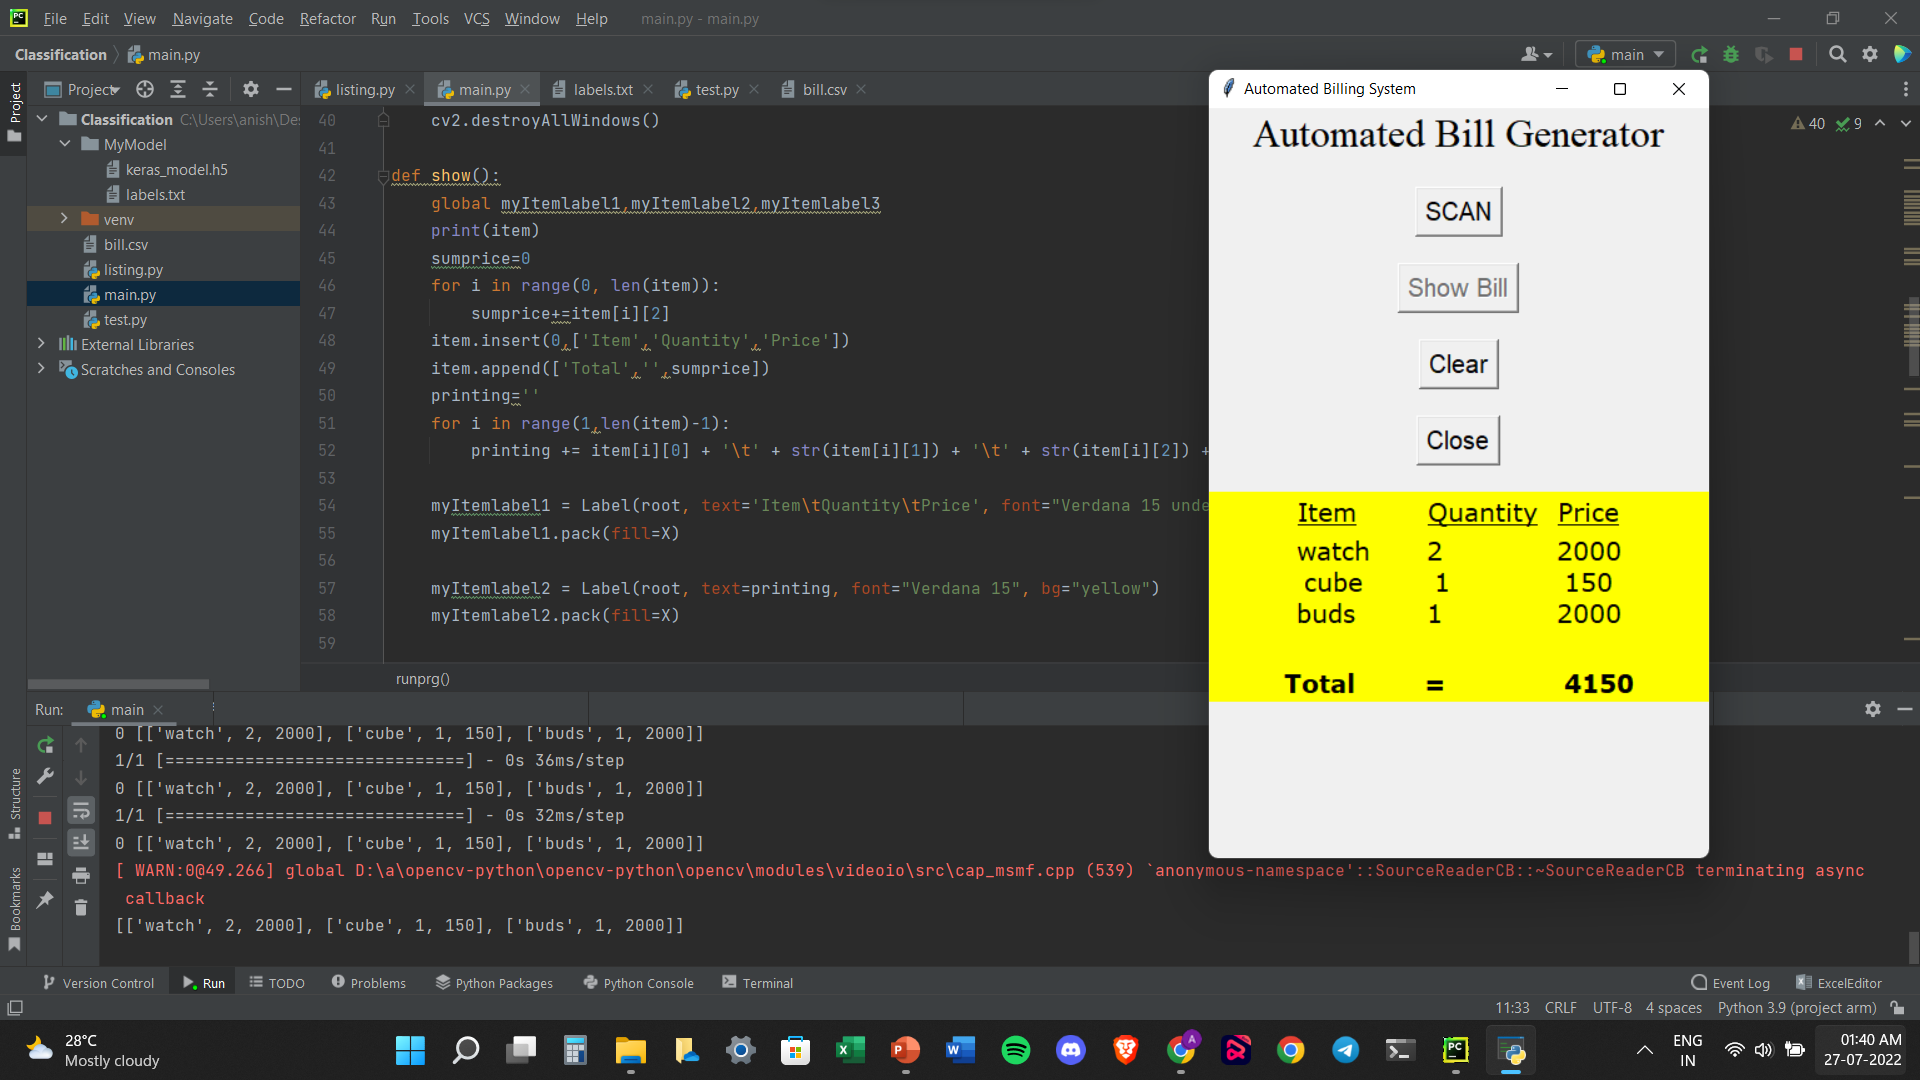 File Edit View Navigate Code Refactor Run Tools VCS Window Help main.py - main.py
Classification main.py main
Project listing.py main.py labels.txt test.py bill.csv
Project
Classification C:\Users\anish\De
MyModel
keras_model.h5
labels.txt
venv
bill.csv
listing.py
main.py
test.py
External Libraries
Scratches and Consoles
40 9
40 cv2.destroyAllWindows()
41
42 def show():
43 global myItemlabel1,myItemlabel2,myItemlabel3
44 print(item)
45 sumprice=0
46 for i in range(0, len(item)):
47 sumprice+=item[i][2]
48 item.insert(0,['Item','Quantity','Price'])
49 item.append(['Total','',sumprice])
50 printing=''
51 for i in range(1,len(item)-1):
52 printing += item[i][0] + '\t' + str(item[i][1]) + '\t' + str(item[i][2]) +
53
54 myItemlabel1 = Label(root, text='Item\tQuantity\tPrice', font="Verdana 15 unde
55 myItemlabel1.pack(fill=X)
56
57 myItemlabel2 = Label(root, text=printing, font="Verdana 15", bg="yellow")
58 myItemlabel2.pack(fill=X)
59
runprg()
Automated Billing System
Automated Bill Generator
SCAN
Show Bill
Clear
Close
Item Quantity Price
watch 2 2000
cube 1 150
buds 1 2000
Total = 4150
Run: main
0 [['watch', 2, 2000], ['cube', 1, 150], ['buds', 1, 2000]]
1/1 [==============================] - 0s 36ms/step
0 [['watch', 2, 2000], ['cube', 1, 150], ['buds', 1, 2000]]
1/1 [==============================] - 0s 32ms/step
0 [['watch', 2, 2000], ['cube', 1, 150], ['buds', 1, 2000]]
[ WARN:0@49.266] global D:\a\opencv-python\opencv-python\opencv\modules\videoio\src\cap_msmf.cpp (539) `anonymous-namespace'::SourceReaderCB::~SourceReaderCB terminating async
callback
[['watch', 2, 2000], ['cube', 1, 150], ['buds', 1, 2000]]
Structure
Bookmarks
Version Control Run TODO Problems Python Packages Python Console Terminal Event Log ExcelEditor
11:33 CRLF UTF-8 4 spaces Python 3.9 (project arm)
28°C
Mostly cloudy
ENG
IN
01:40 AM
27-07-2022